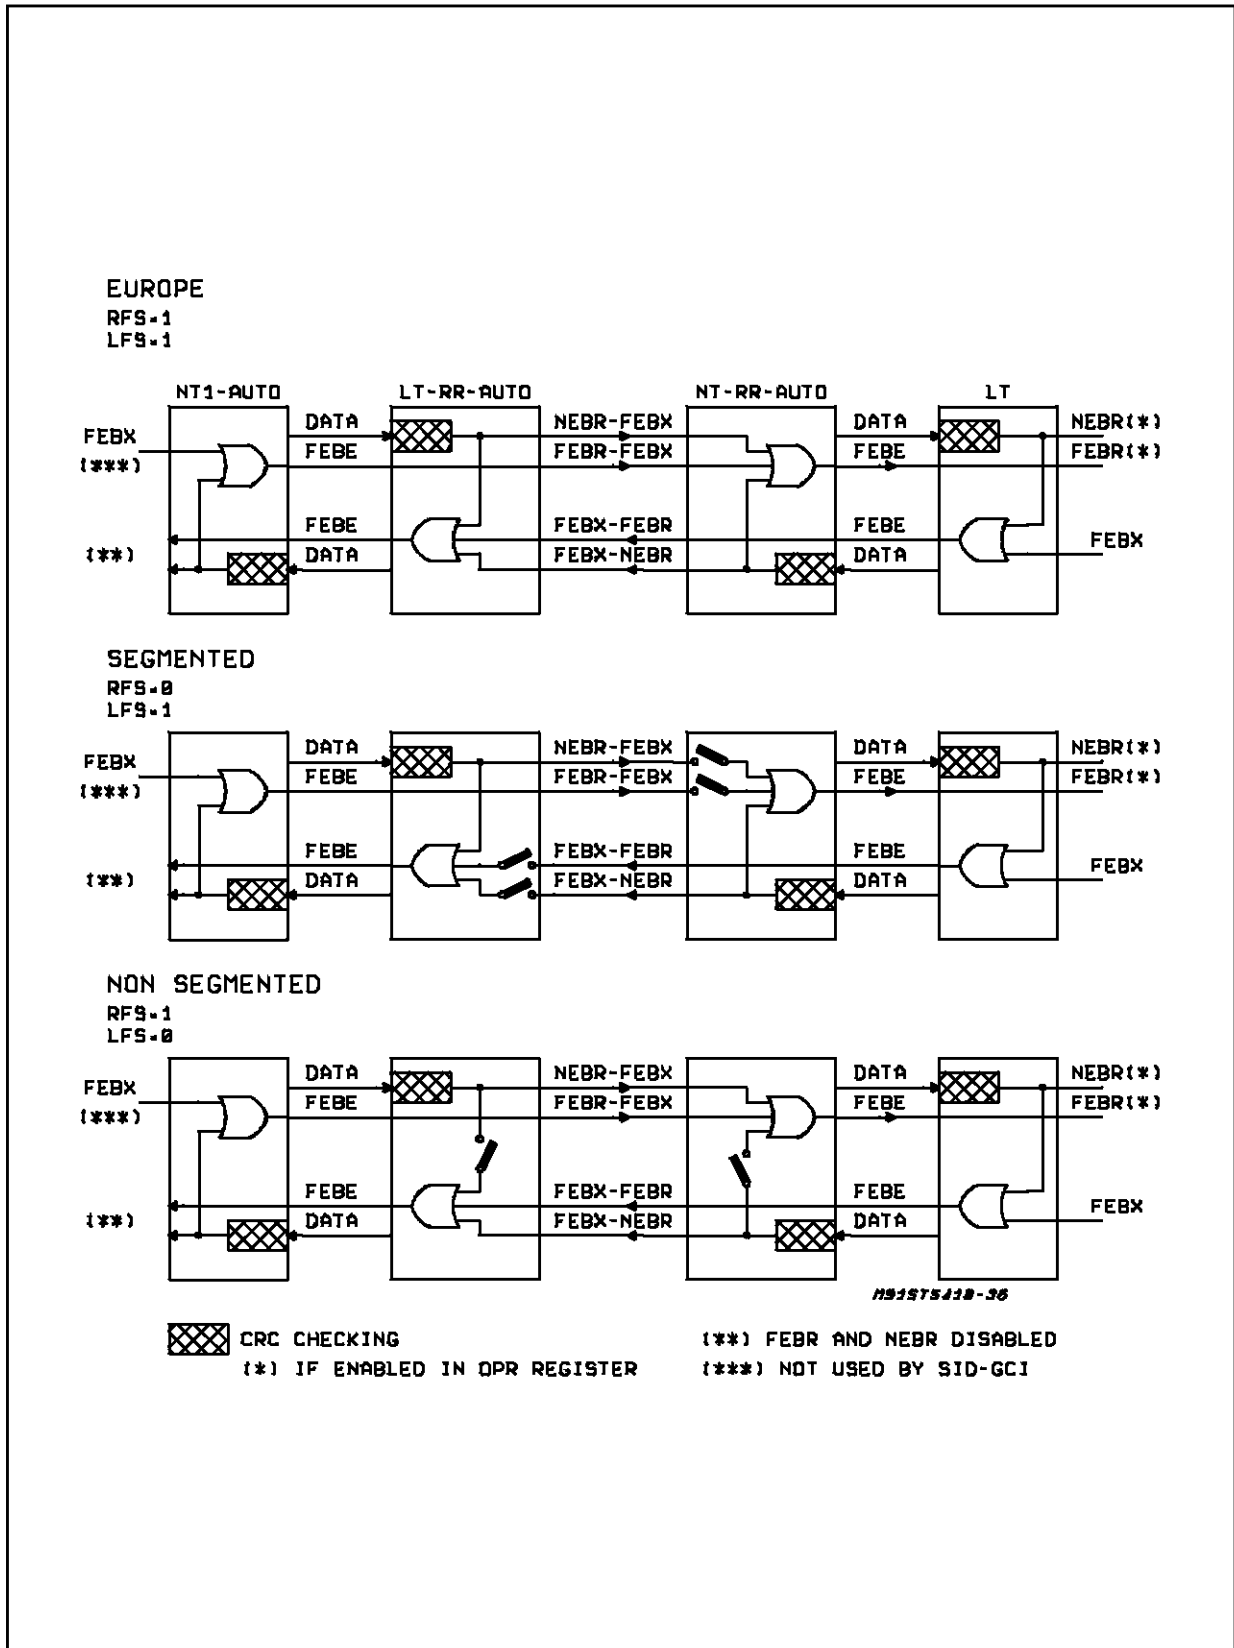 EUROPE
RFS=1
LFS=1
NT1-AUTO LT-RR-AUTO NT-RR-AUTO LT
DATA NEBR-FEBX DATA NEBR(*)
FEBX FEBE FEBR-FEBX FEBE FEBR(*)
(***)
FEBE FEBX-FEBR FEBE FEBX
(**) DATA FEBX-NEBR DATA
SEGMENTED
RFS=0
LFS=1
DATA NEBR-FEBX DATA NEBR(*)
FEBX FEBE FEBR-FEBX FEBE FEBR(*)
(***)
FEBE FEBX-FEBR FEBE FEBX
(**) DATA FEBX-NEBR DATA
NON SEGMENTED
RFS=1
LFS=0
DATA NEBR-FEBX DATA NEBR(*)
FEBX FEBE FEBR-FEBX FEBE FEBR(*)
(***)
FEBE FEBX-FEBR FEBE FEBX
(**) DATA FEBX-NEBR DATA
CRC CHECKING (**) FEBR AND NEBR DISABLED
(*) IF ENABLED IN OPR REGISTER (***) NOT USED BY SID-GCI